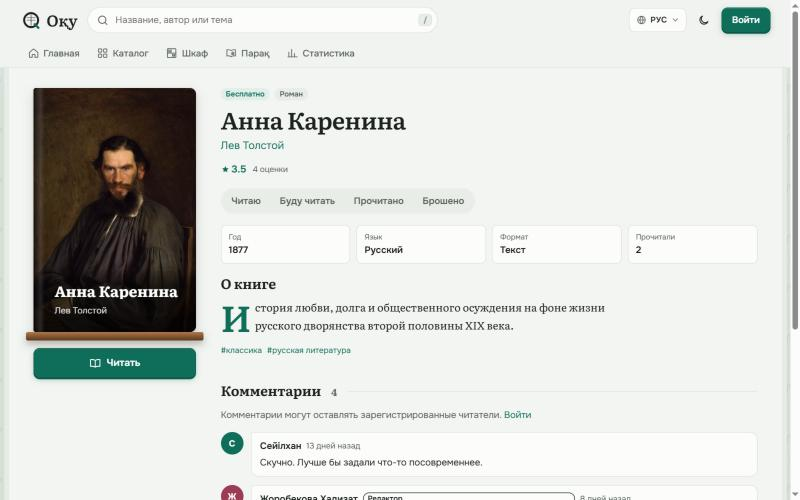 Оқу
Название, автор или тема
/
РУС
Войти
Главная
Каталог
Шкаф
Парақ
Статистика
Бесплатно
Роман
Анна Каренина
Лев Толстой
★ 3.5 4 оценки
Читаю
Буду читать
Прочитано
Брошено
Год
1877
Язык
Русский
Формат
Текст
Прочитали
2
Анна Каренина
Лев Толстой
Читать
О книге
История любви, долга и общественного осуждения на фоне жизни
русского дворянства второй половины XIX века.
#классика #русская литература
Комментарии 4
Комментарии могут оставлять зарегистрированные читатели. Войти
С
Сейілхан 13 дней назад
Скучно. Лучше бы задали что-то посовременнее.
Ж
Жоробекова Хадизат Редактор 8 дней назад